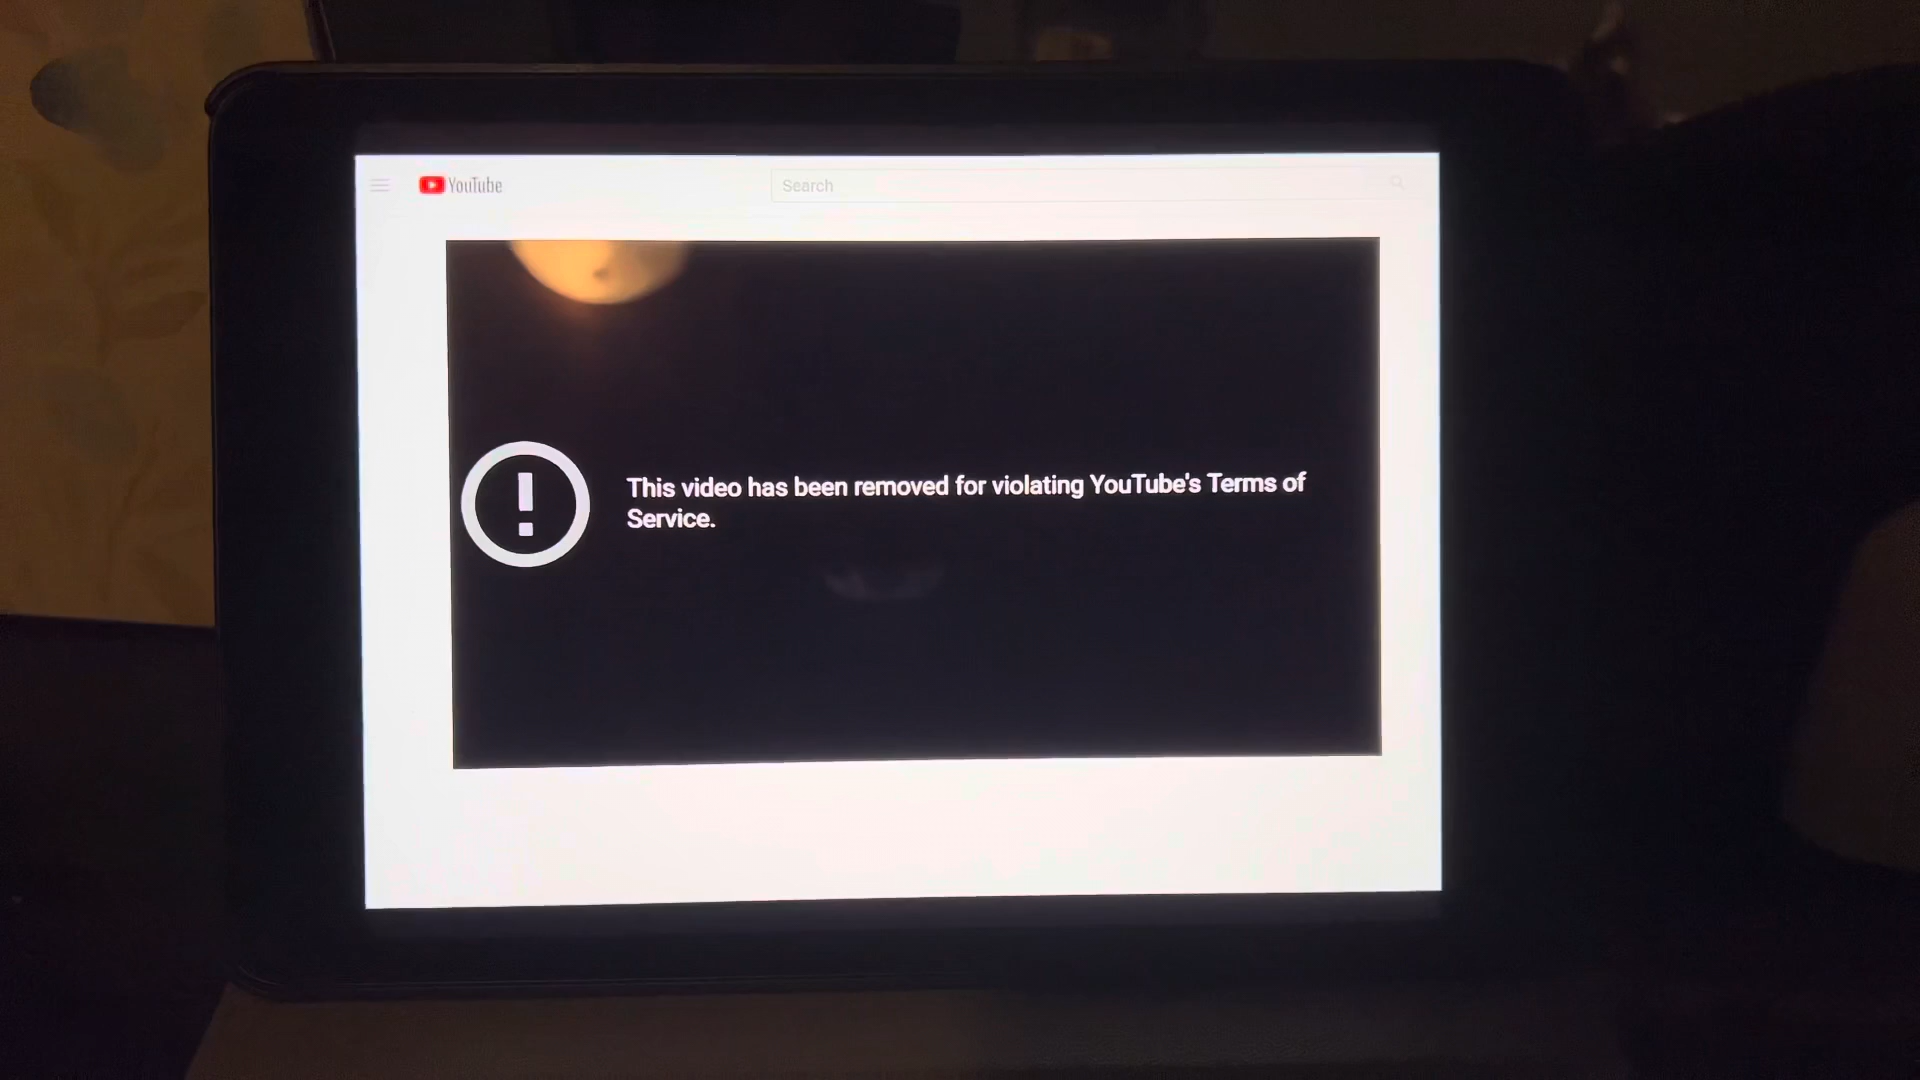 YouTube
Search
This video has been removed for violating YouTube's Terms of
Service.